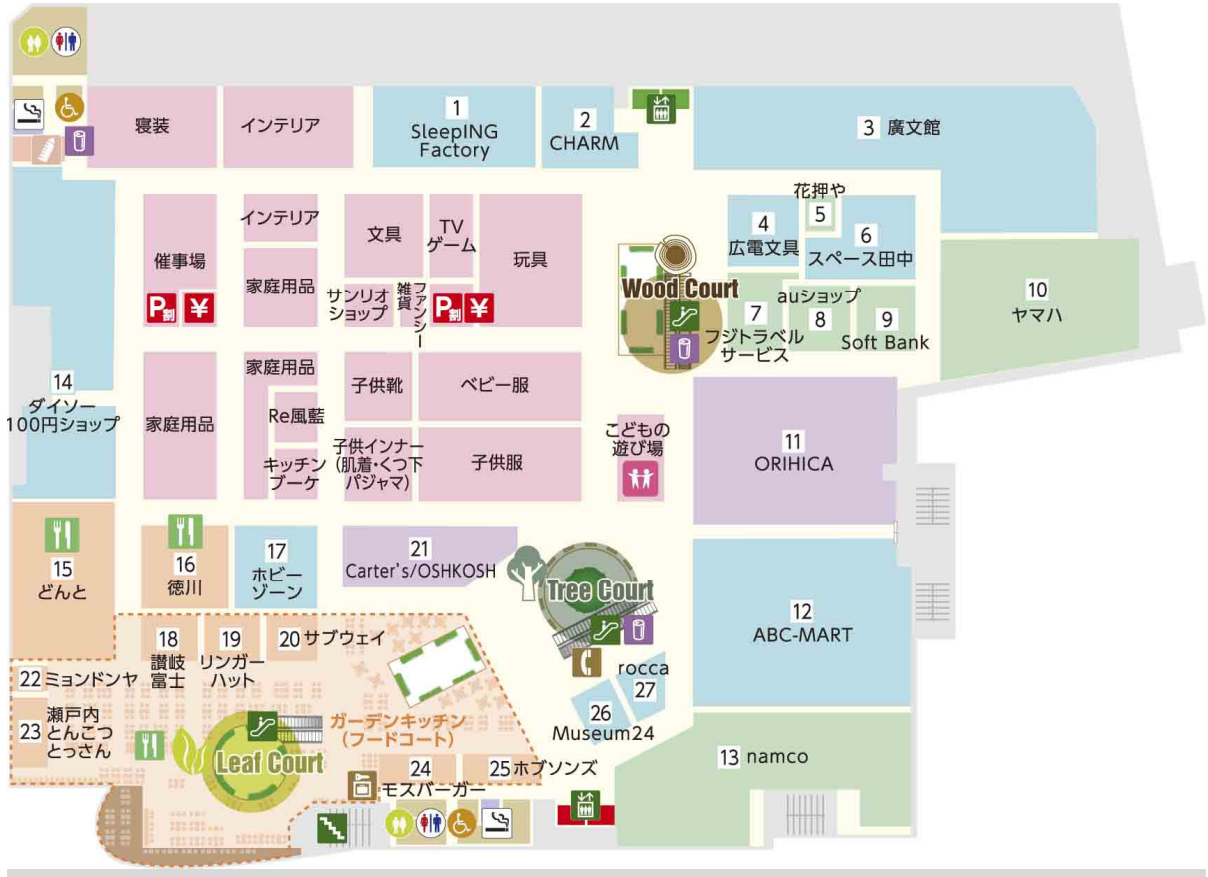 寝装
インテリア
1
SleepING
Factory
2
CHARM
3 廣文館
催事場
P割 ¥
インテリア
家庭用品
文具
TV
ゲーム
玩具
サンリオ
ショップ
ファンシー
雑貨
P割 ¥
Wood Court
4
広電文具
花押や
5
6
スペース田中
7
フジトラベル
サービス
auショップ
8
9
Soft Bank
10
ヤマハ
14
ダイソー
100円ショップ
家庭用品
家庭用品
Re風藍
キッチン
ブーケ
子供靴
ベビー服
子供インナー
(肌着・くつ下
パジャマ)
子供服
こどもの
遊び場
11
ORIHICA
15
どんと
16
徳川
17
ホビー
ゾーン
21
Carter's/OSHKOSH
Tree Court
12
ABC-MART
18
讃岐
富士
19
リンガー
ハット
20 サブウェイ
22 ミョンドンヤ
23 瀬戸内
とんこつ
とっさん
Leaf Court
ガーデンキッチン
(フードコート)
24
モスバーガー
25 ホブソンズ
rocca
27
26
Museum24
13 namco